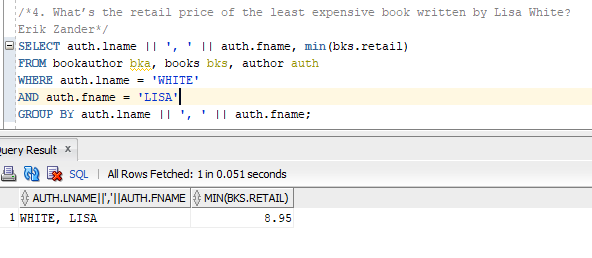 /*4. What's the retail price of the least expensive book written by Lisa White?
Erik Zander*/
SELECT auth.lname || ', ' || auth.fname, min(bks.retail)
FROM bookauthor bka, books bks, author auth
WHERE auth.lname = 'WHITE'
AND auth.fname = 'LISA'
GROUP BY auth.lname || ', ' || auth.fname;
uery Result x
SQL | All Rows Fetched: 1 in 0.051 seconds
AUTH.LNAME||','||AUTH.FNAME MIN(BKS.RETAIL)
1 WHITE, LISA 8.95